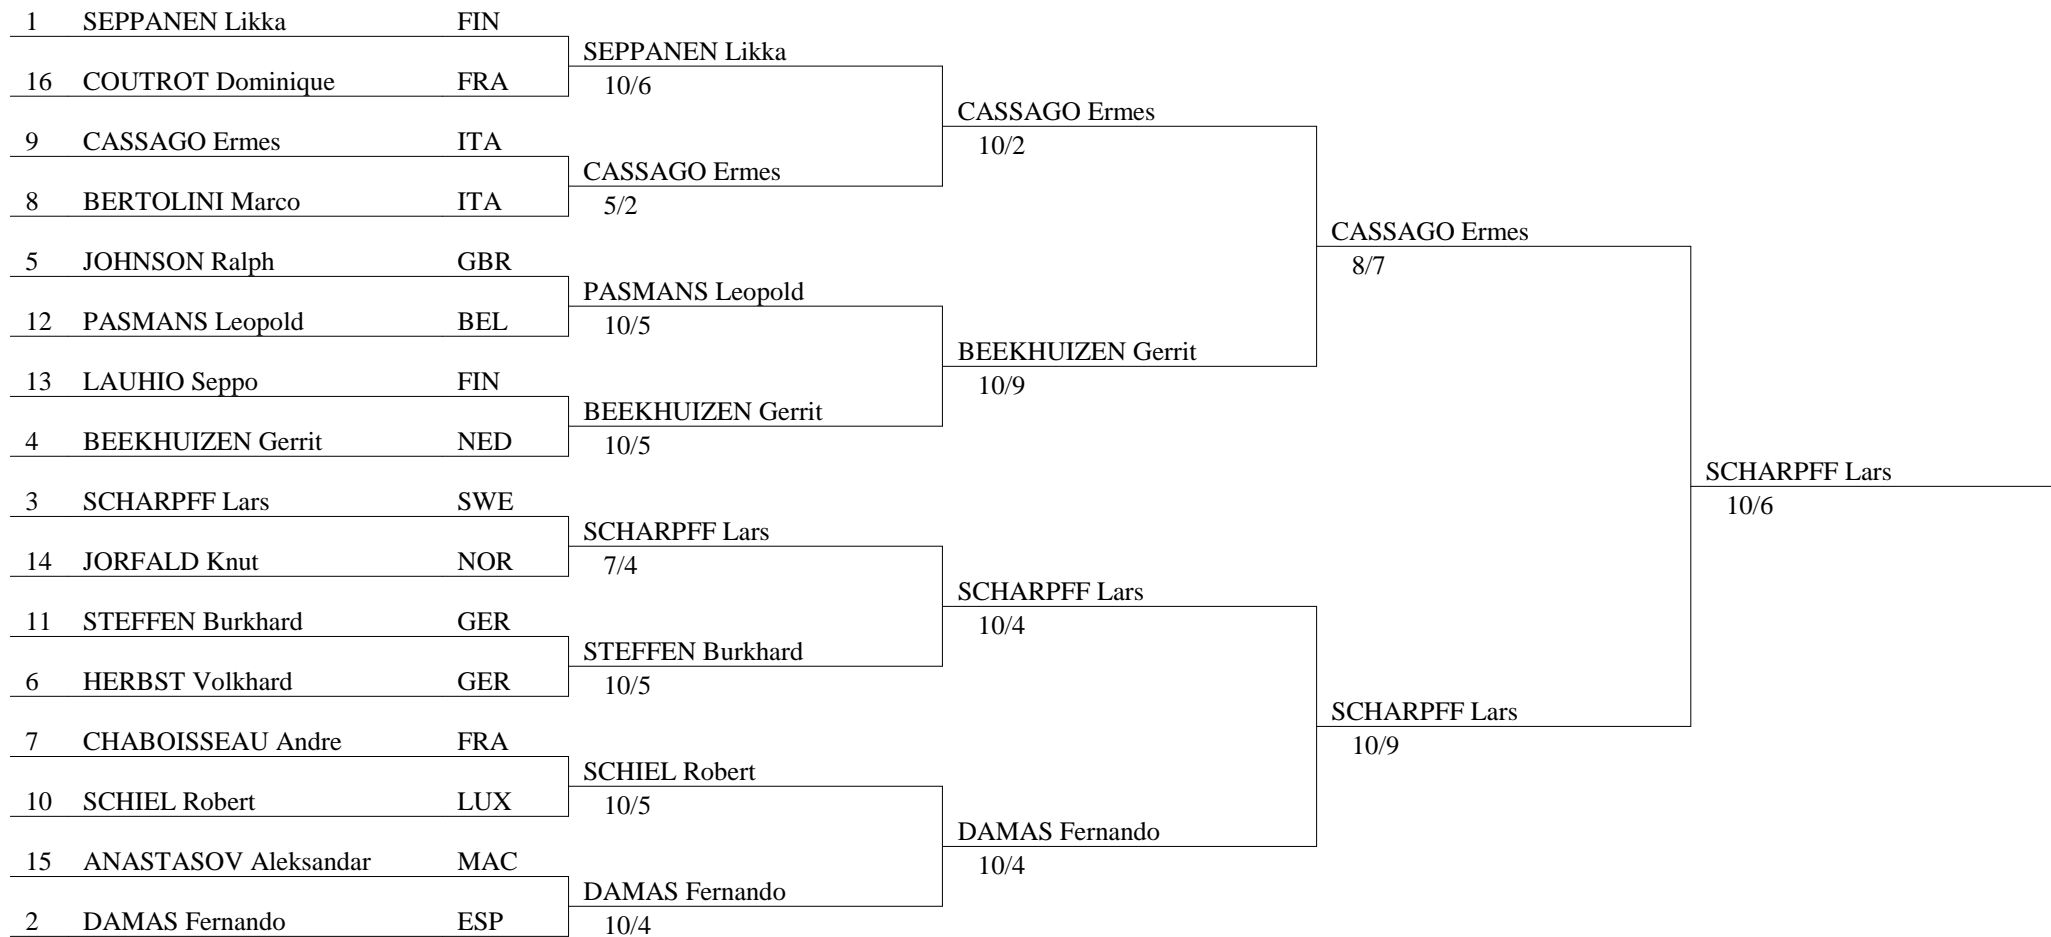 1 SEPPANEN Likka FIN
SEPPANEN Likka
16 COUTROT Dominique FRA 10/6
CASSAGO Ermes
9 CASSAGO Ermes ITA 10/2
CASSAGO Ermes
8 BERTOLINI Marco ITA 5/2
CASSAGO Ermes
5 JOHNSON Ralph GBR 8/7
PASMANS Leopold
12 PASMANS Leopold BEL 10/5
BEEKHUIZEN Gerrit
13 LAUHIO Seppo FIN 10/9
BEEKHUIZEN Gerrit
4 BEEKHUIZEN Gerrit NED 10/5
SCHARPFF Lars
3 SCHARPFF Lars SWE 10/6
SCHARPFF Lars
14 JORFALD Knut NOR 7/4
SCHARPFF Lars
11 STEFFEN Burkhard GER 10/4
STEFFEN Burkhard
6 HERBST Volkhard GER 10/5
SCHARPFF Lars
7 CHABOISSEAU Andre FRA 10/9
SCHIEL Robert
10 SCHIEL Robert LUX 10/5
DAMAS Fernando
15 ANASTASOV Aleksandar MAC 10/4
DAMAS Fernando
2 DAMAS Fernando ESP 10/4